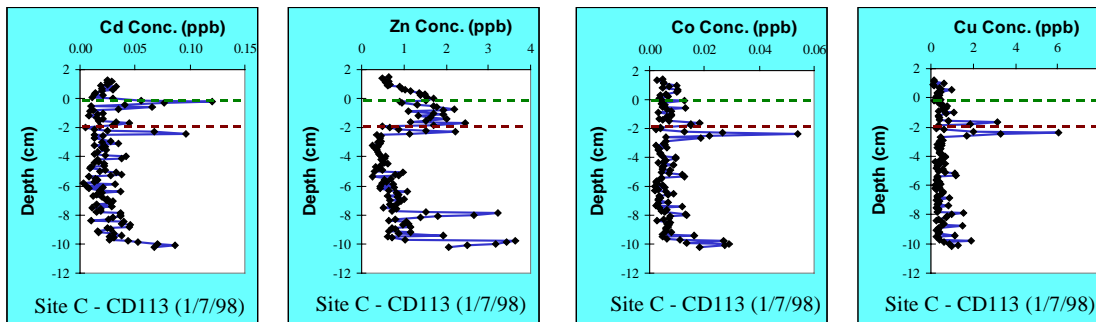 Cd Conc. (ppb)
0.00 0.05 0.10 0.15
2
0
-2
-4
-6
-8
-10
-12
Depth (cm)
Site C - CD113 (1/7/98)
Zn Conc. (ppb)
0 1 2 3 4
2
0
-2
-4
-6
-8
-10
-12
Depth (cm)
Site C - CD113 (1/7/98)
Co Conc. (ppb)
0.00 0.02 0.04 0.06
2
0
-2
-4
-6
-8
-10
-12
Depth (cm)
Site C - CD113 (1/7/98)
Cu Conc. (ppb)
0 2 4 6
2
0
-2
-4
-6
-8
-10
-12
Depth (cm)
Site C - CD113 (1/7/98)